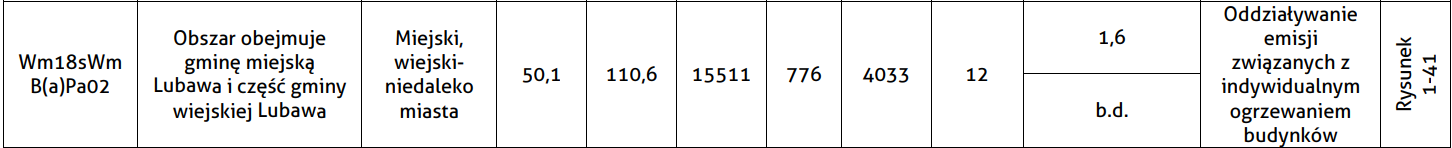 Wm18sWm
B(a)Pa02
Obszar obejmuje
gminę miejską
Lubawa i część gminy
wiejskiej Lubawa
Miejski,
wiejski-
niedaleko
miasta
50,1
110,6
15511
776
4033
12
1,6
b.d.
Oddziaływanie
emisji
związanych z
indywidualnym
ogrzewaniem
budynków
Rysunek
1-41